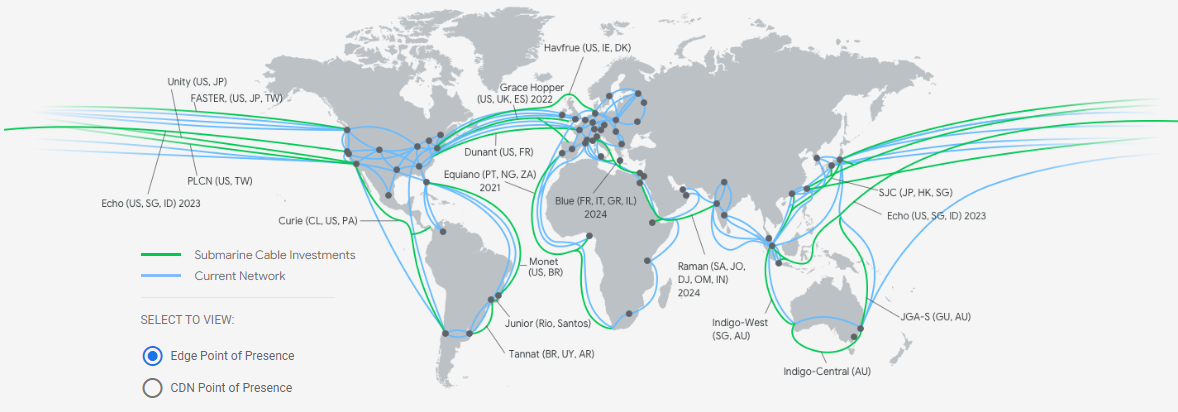 Havfrue (US, IE, DK)
Unity (US, JP)
FASTER, (US, JP, TW)
Grace Hopper
(US, UK, ES) 2022
Dunant (US, FR)
PLCN (US, TW)
Equiano (PT, NG, ZA)
2021
Echo (US, SG, ID) 2023
Blue (FR, IT, GR, IL)
2024
SJC (JP, HK, SG)
Echo (US, SG, ID) 2023
Curie (CL, US, PA)
Submarine Cable Investments
Current Network
Monet
(US, BR)
Raman (SA, JO,
DJ, OM, IN)
2024
SELECT TO VIEW:
Junior (Rio, Santos)
Indigo-West
(SG, AU)
JGA-S (GU, AU)
Edge Point of Presence
Tannat (BR, UY, AR)
Indigo-Central (AU)
CDN Point of Presence